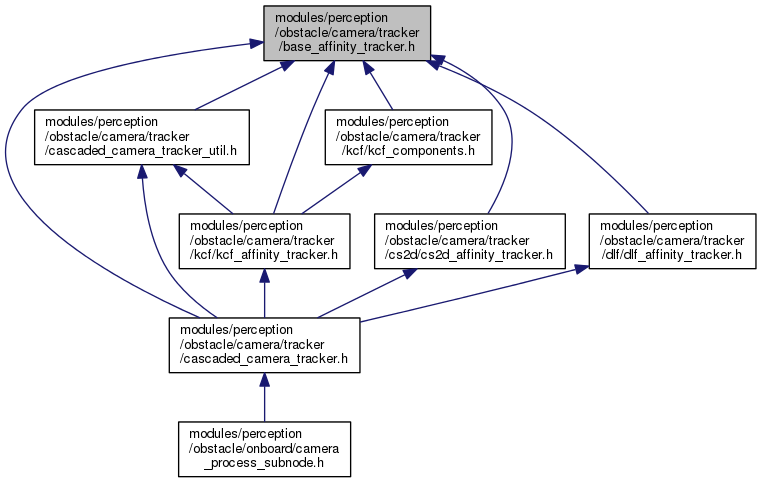 modules/perception
/obstacle/camera/tracker
/base_affinity_tracker.h
modules/perception
/obstacle/camera/tracker
/cascaded_camera_tracker_util.h
modules/perception
/obstacle/camera/tracker
/kcf/kcf_components.h
modules/perception
/obstacle/camera/tracker
/kcf/kcf_affinity_tracker.h
modules/perception
/obstacle/camera/tracker
/cs2d/cs2d_affinity_tracker.h
modules/perception
/obstacle/camera/tracker
/dlf/dlf_affinity_tracker.h
modules/perception
/obstacle/camera/tracker
/cascaded_camera_tracker.h
modules/perception
/obstacle/onboard/camera
_process_subnode.h